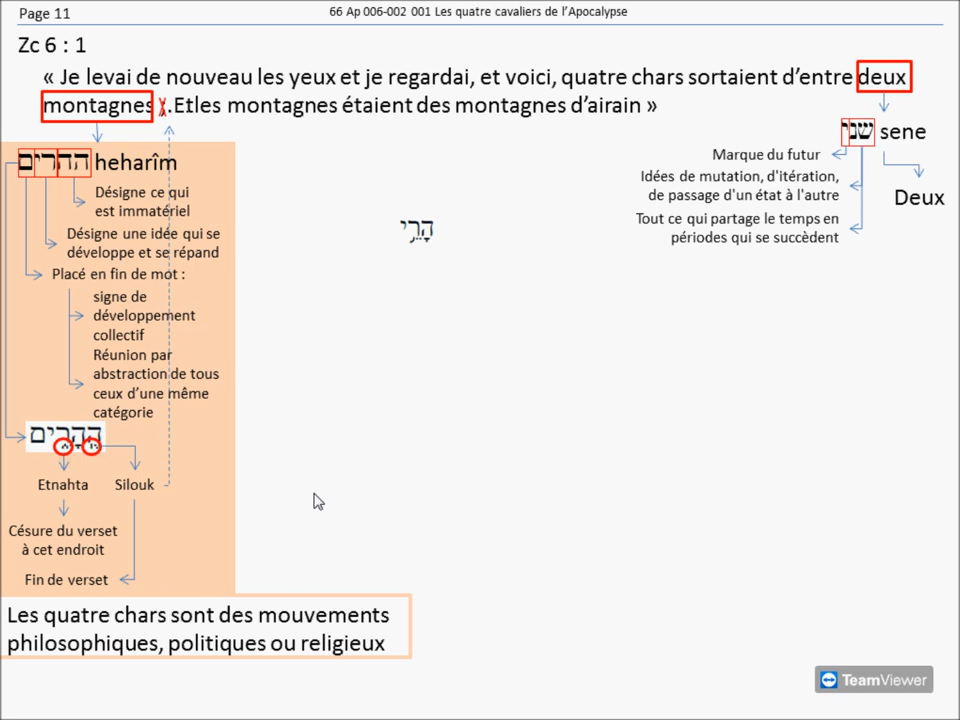 Page 11
66 Ap 006-002 001 Les quatre cavaliers de l’Apocalypse
Zc 6 : 1
« Je levai de nouveau les yeux et je regardai, et voici, quatre chars sortaient d’entre deux
montagnes ; .Et les montagnes étaient des montagnes d’airain »
שני sene
Marque du futur
Idées de mutation, d'itération,
de passage d'un état à l'autre
Deux
Tout ce qui partage le temps en
périodes qui se succèdent
ההרים heharîm
Désigne ce qui
est immatériel
Désigne une idée qui se
développe et se répand
Placé en fin de mot :
signe de
développement
collectif
Réunion par
abstraction de tous
ceux d’une même
catégorie
הָרֵי
הֶהָרִים
Etnahta
Silouk
Césure du verset
à cet endroit
Fin de verset
Les quatre chars sont des mouvements
philosophiques, politiques ou religieux
TeamViewer